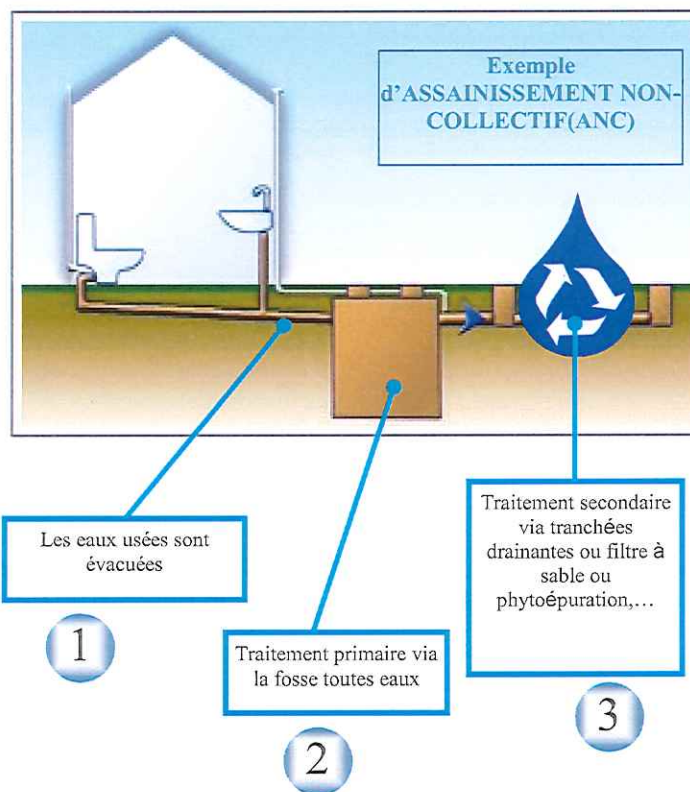 Exemple
d'ASSAINISSEMENT NON-
COLLECTIF(ANC)
Les eaux usées sont
évacuées
1
Traitement primaire via
la fosse toutes eaux
2
Traitement secondaire
via tranchées
drainantes ou filtre à
sable ou
phytoépuration,…
3